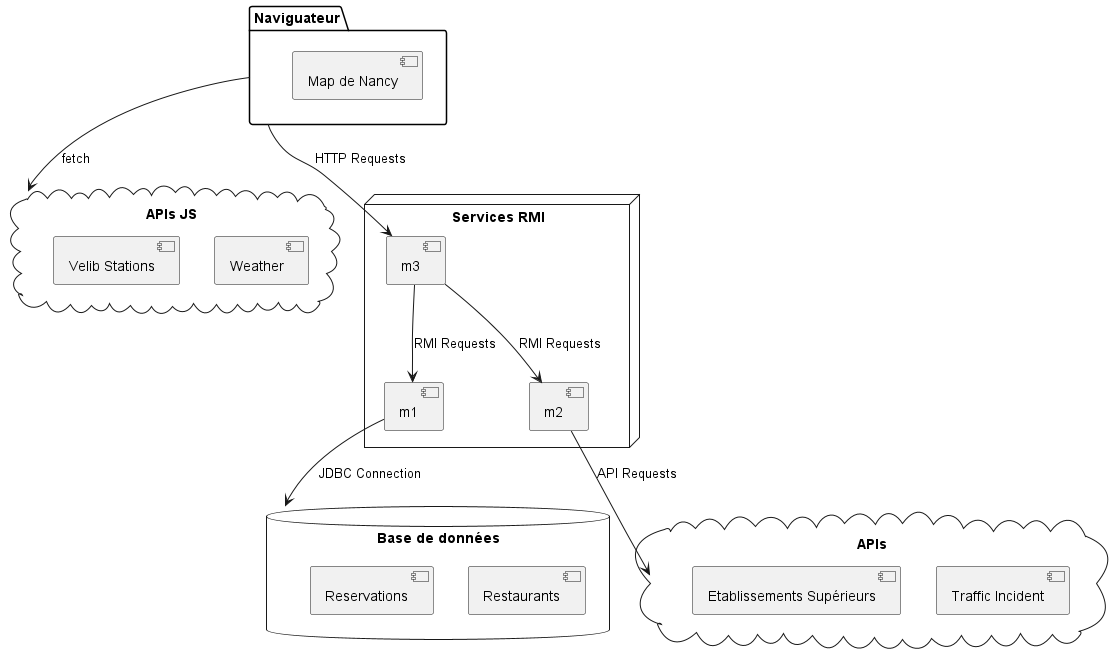 Naviguateur
Map de Nancy
fetch
HTTP Requests
APIs JS
Velib Stations
Weather
Services RMI
m3
RMI Requests
RMI Requests
m1
m2
JDBC Connection
API Requests
Base de données
Reservations
Restaurants
APIs
Etablissements Supérieurs
Traffic Incident